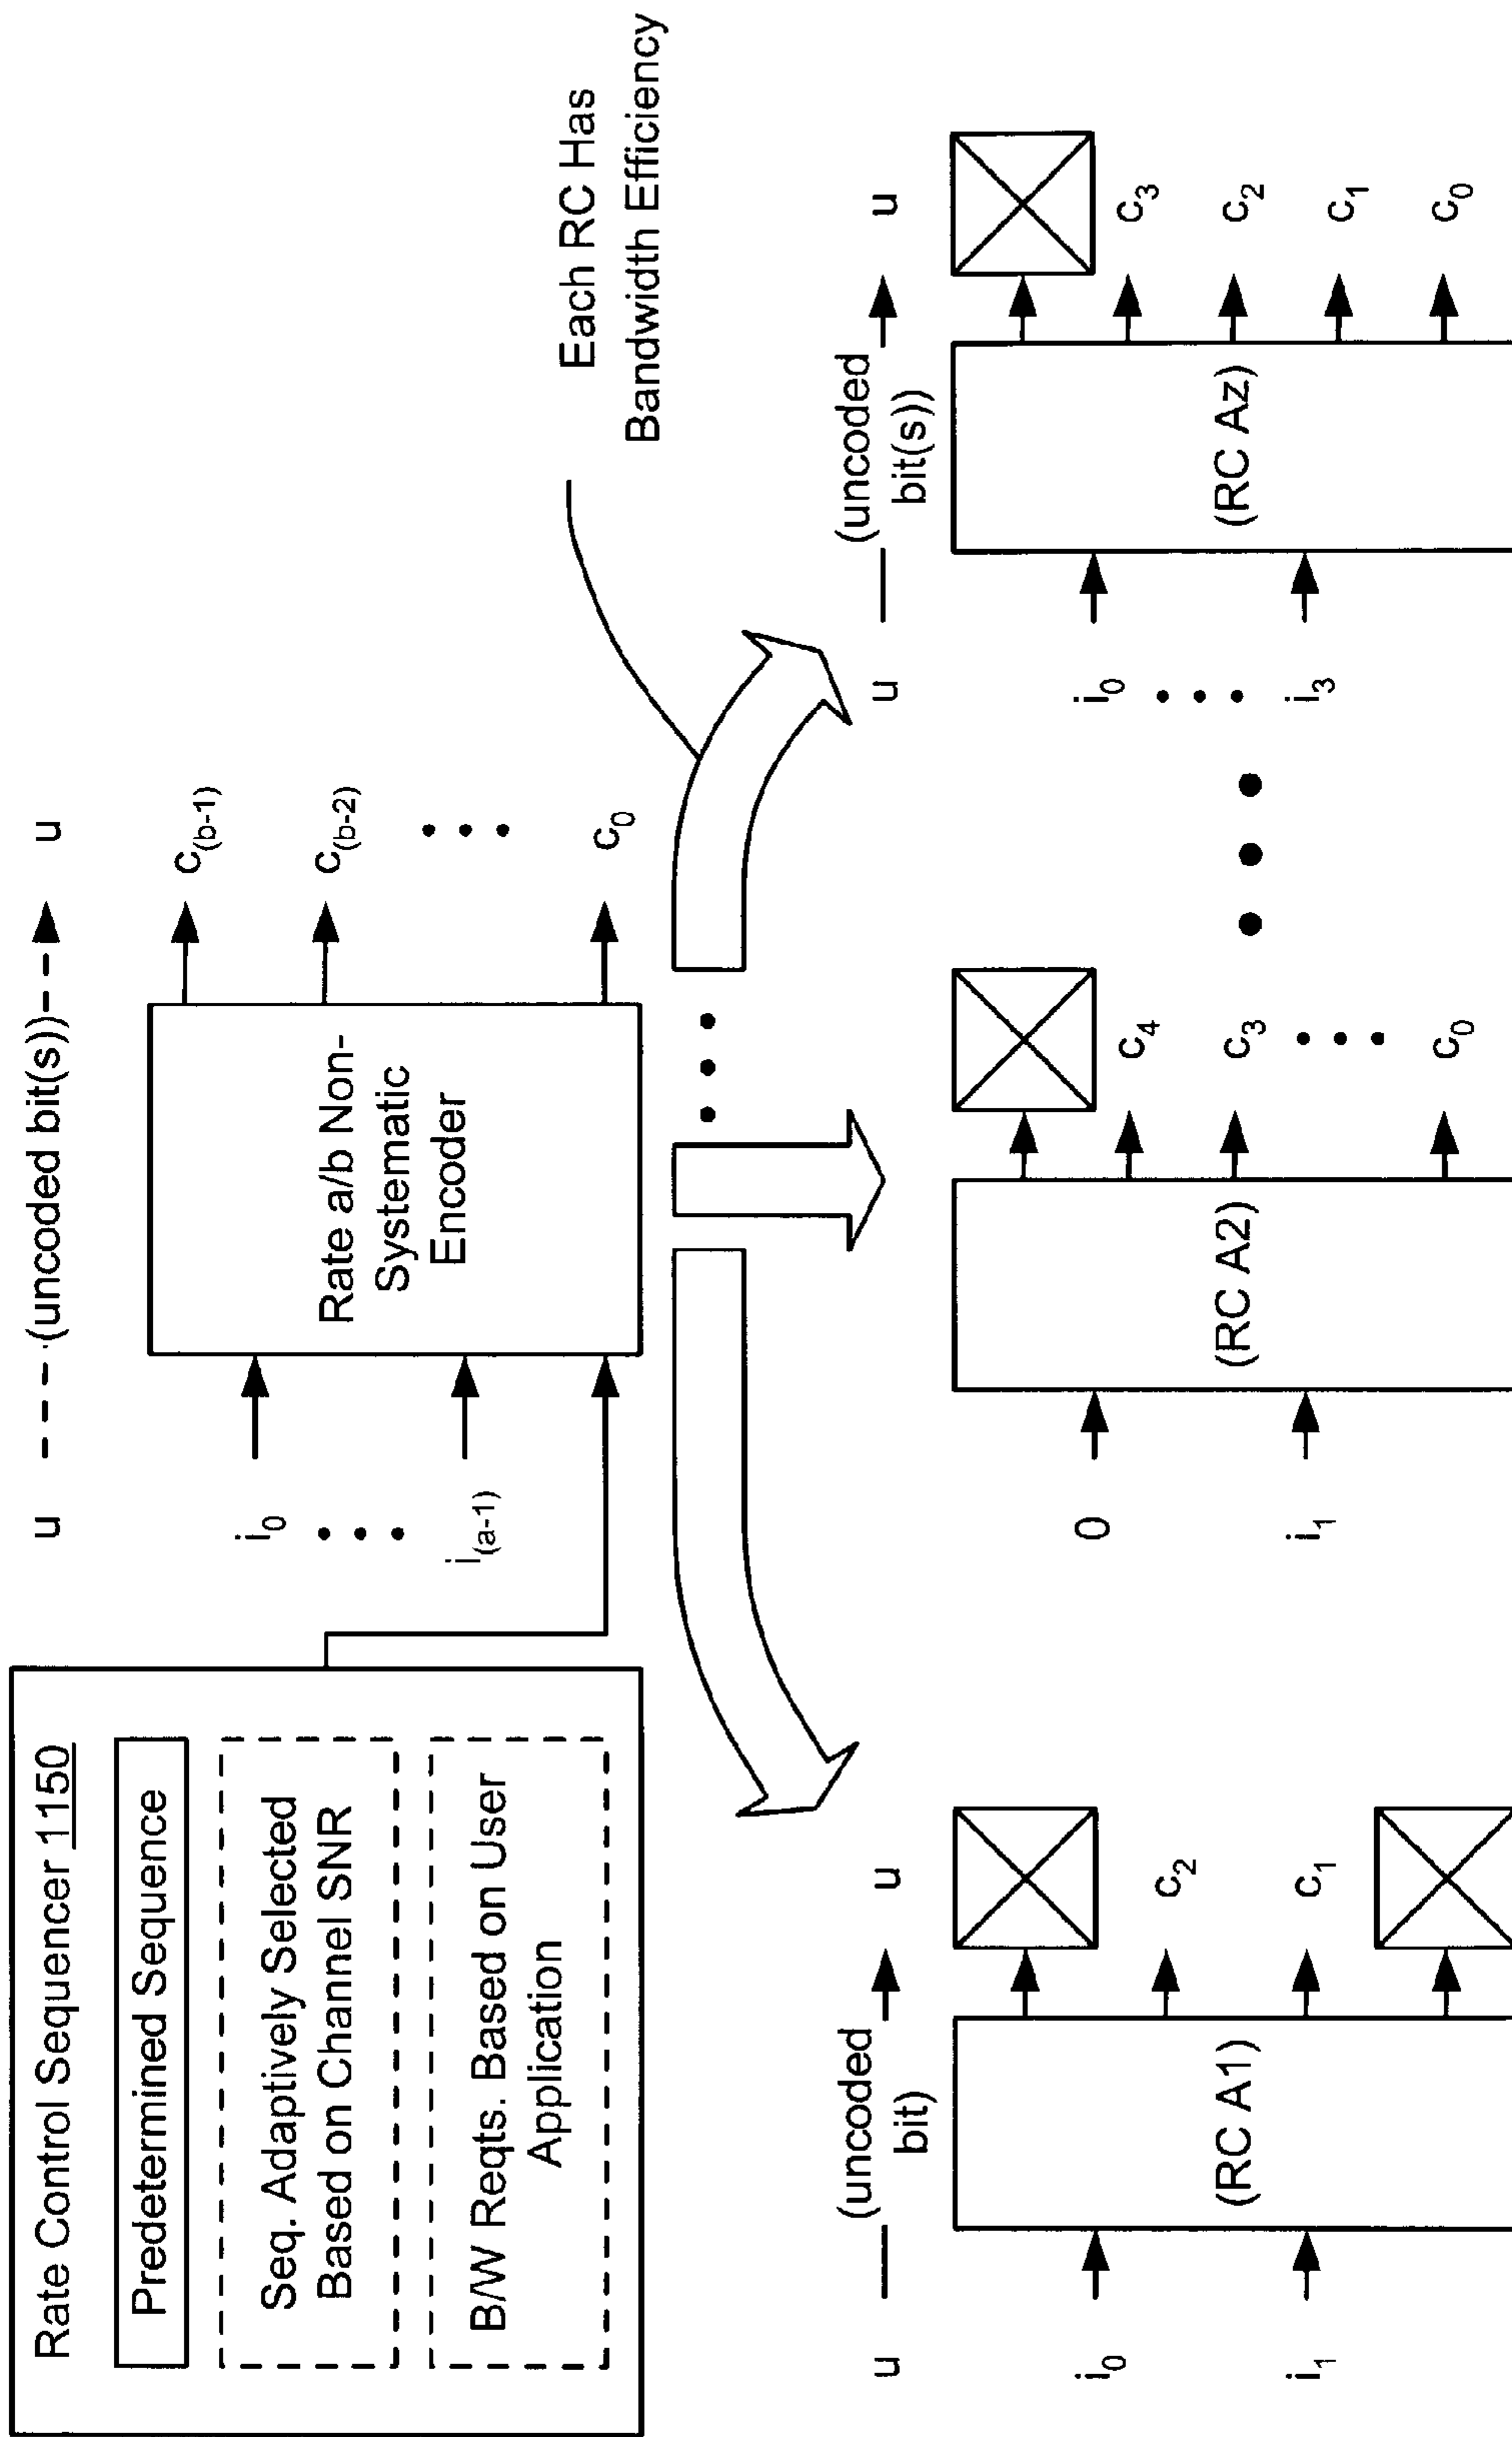 Rate Control Sequencer 1150
Predetermined Sequence
Seq. Adaptively Selected
Based on Channel SNR
B/W Reqts. Based on User
Application
u (uncoded bit(s)) u
i0
i(a-1)
Rate a/b Non-
Systematic
Encoder
c(b-1)
c(b-2)
c0
Each RC Has
Bandwidth Efficiency
u (uncoded u
bit)
i0
i1
(RC A1)
c2
c1
0
i1
(RC A2)
c4
c3
c0
u (uncoded u
bit(s))
i0
i3
(RC Az)
c3
c2
c1
c0